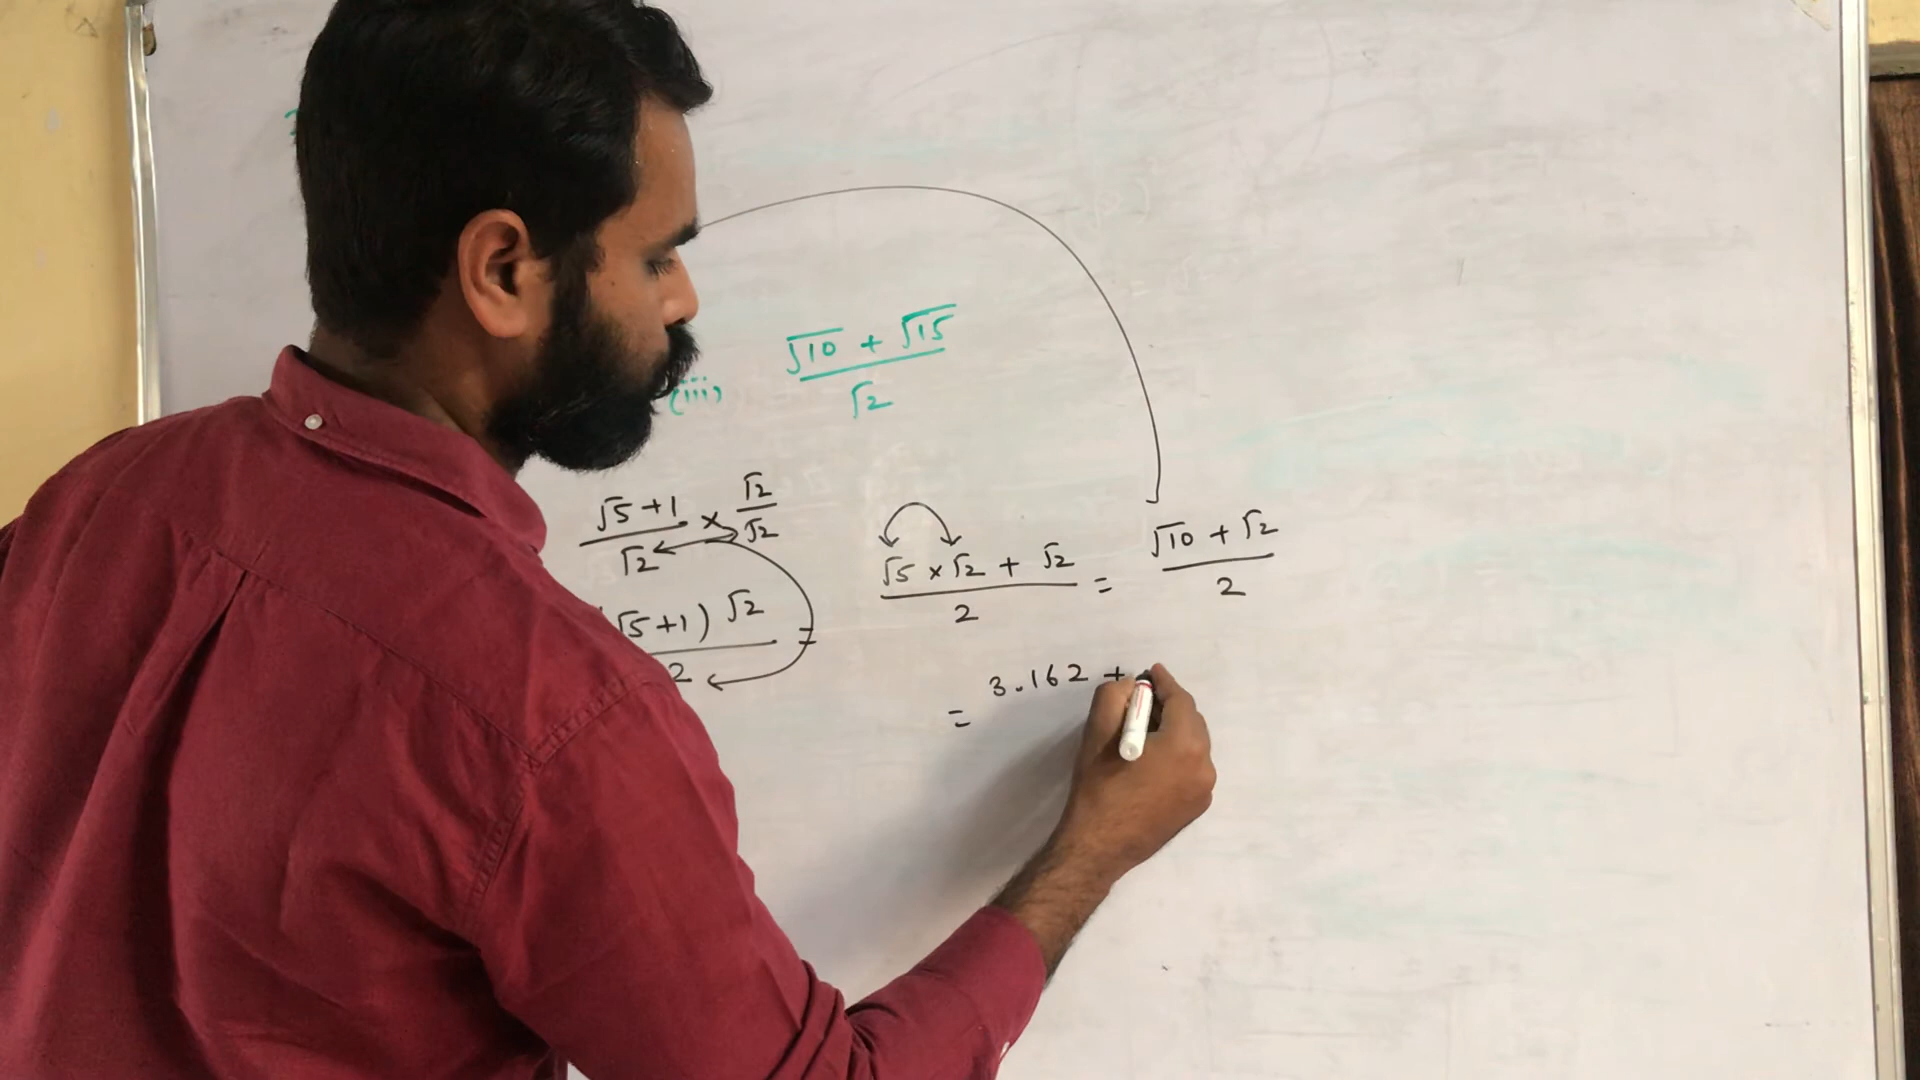 (iii) (√10 + √15)/√2
(√5 + 1)/√2 × √2/√2
(√5 + 1) √2 / 2 =
(√5 × √2 + √2)/2 = (√10 + √2)/2
= 3.162 +